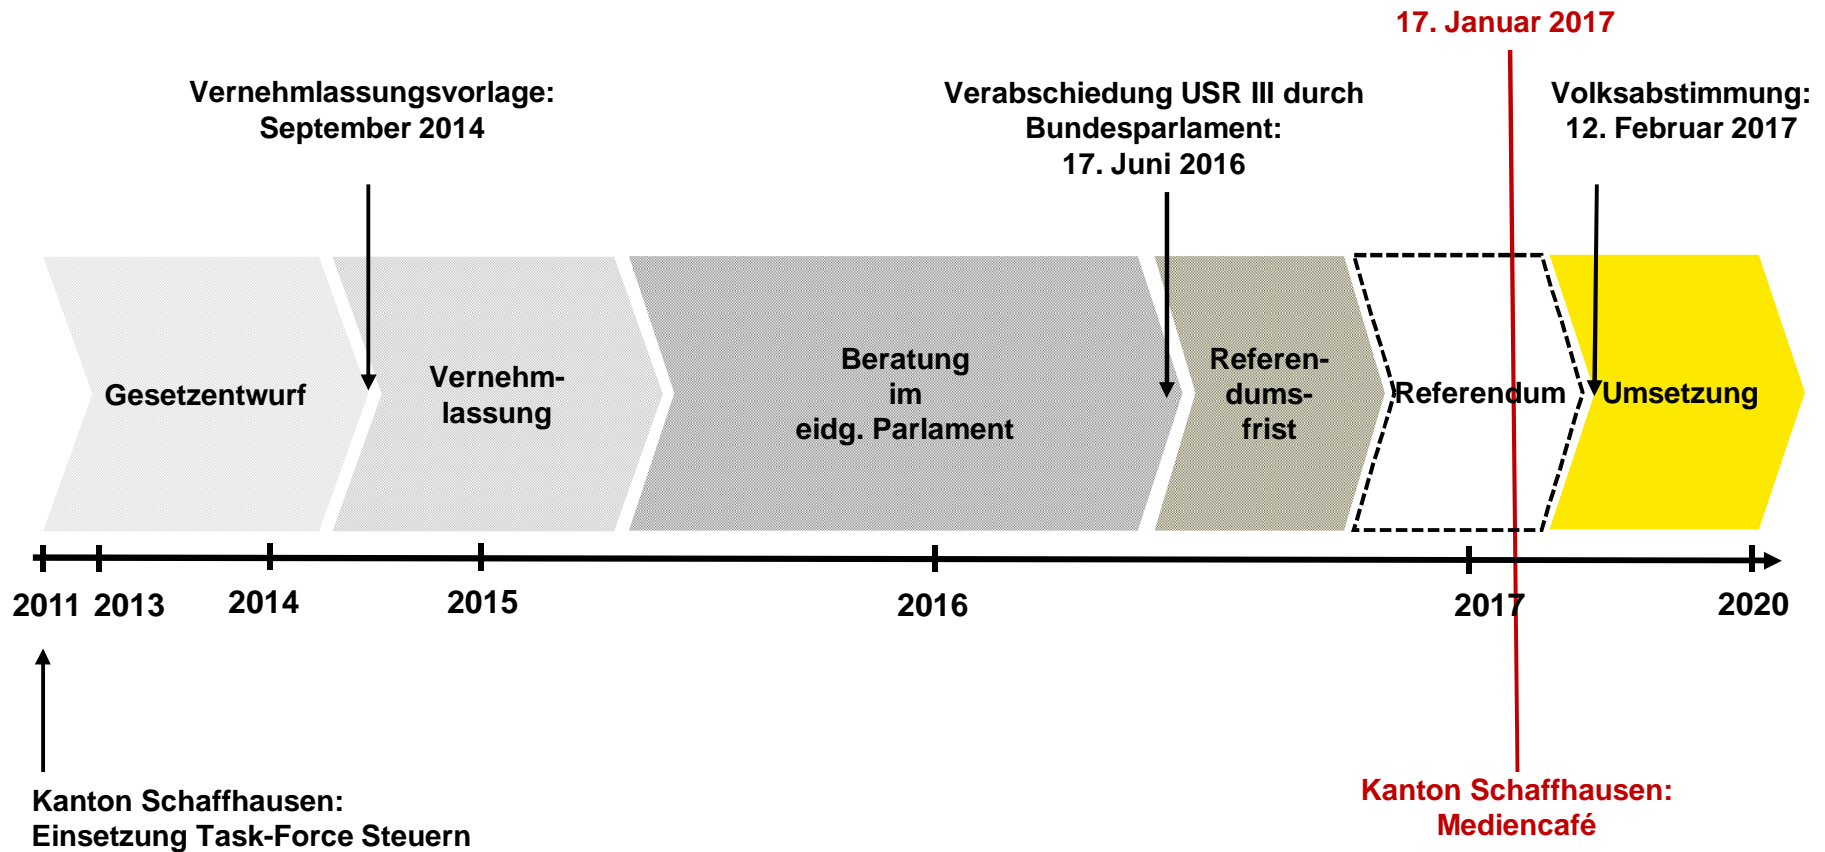 17. Januar 2017
Vernehmlassungsvorlage:
September 2014
Verabschiedung USR III durch
Bundesparlament:
17. Juni 2016
Volksabstimmung:
12. Februar 2017
Gesetzentwurf
Vernehm-
lassung
Beratung
im
eidg. Parlament
Referen-
dums-
frist
Referendum
Umsetzung
2011
2013
2014
2015
2016
2017
2020
Kanton Schaffhausen:
Einsetzung Task-Force Steuern
Kanton Schaffhausen:
Mediencafé